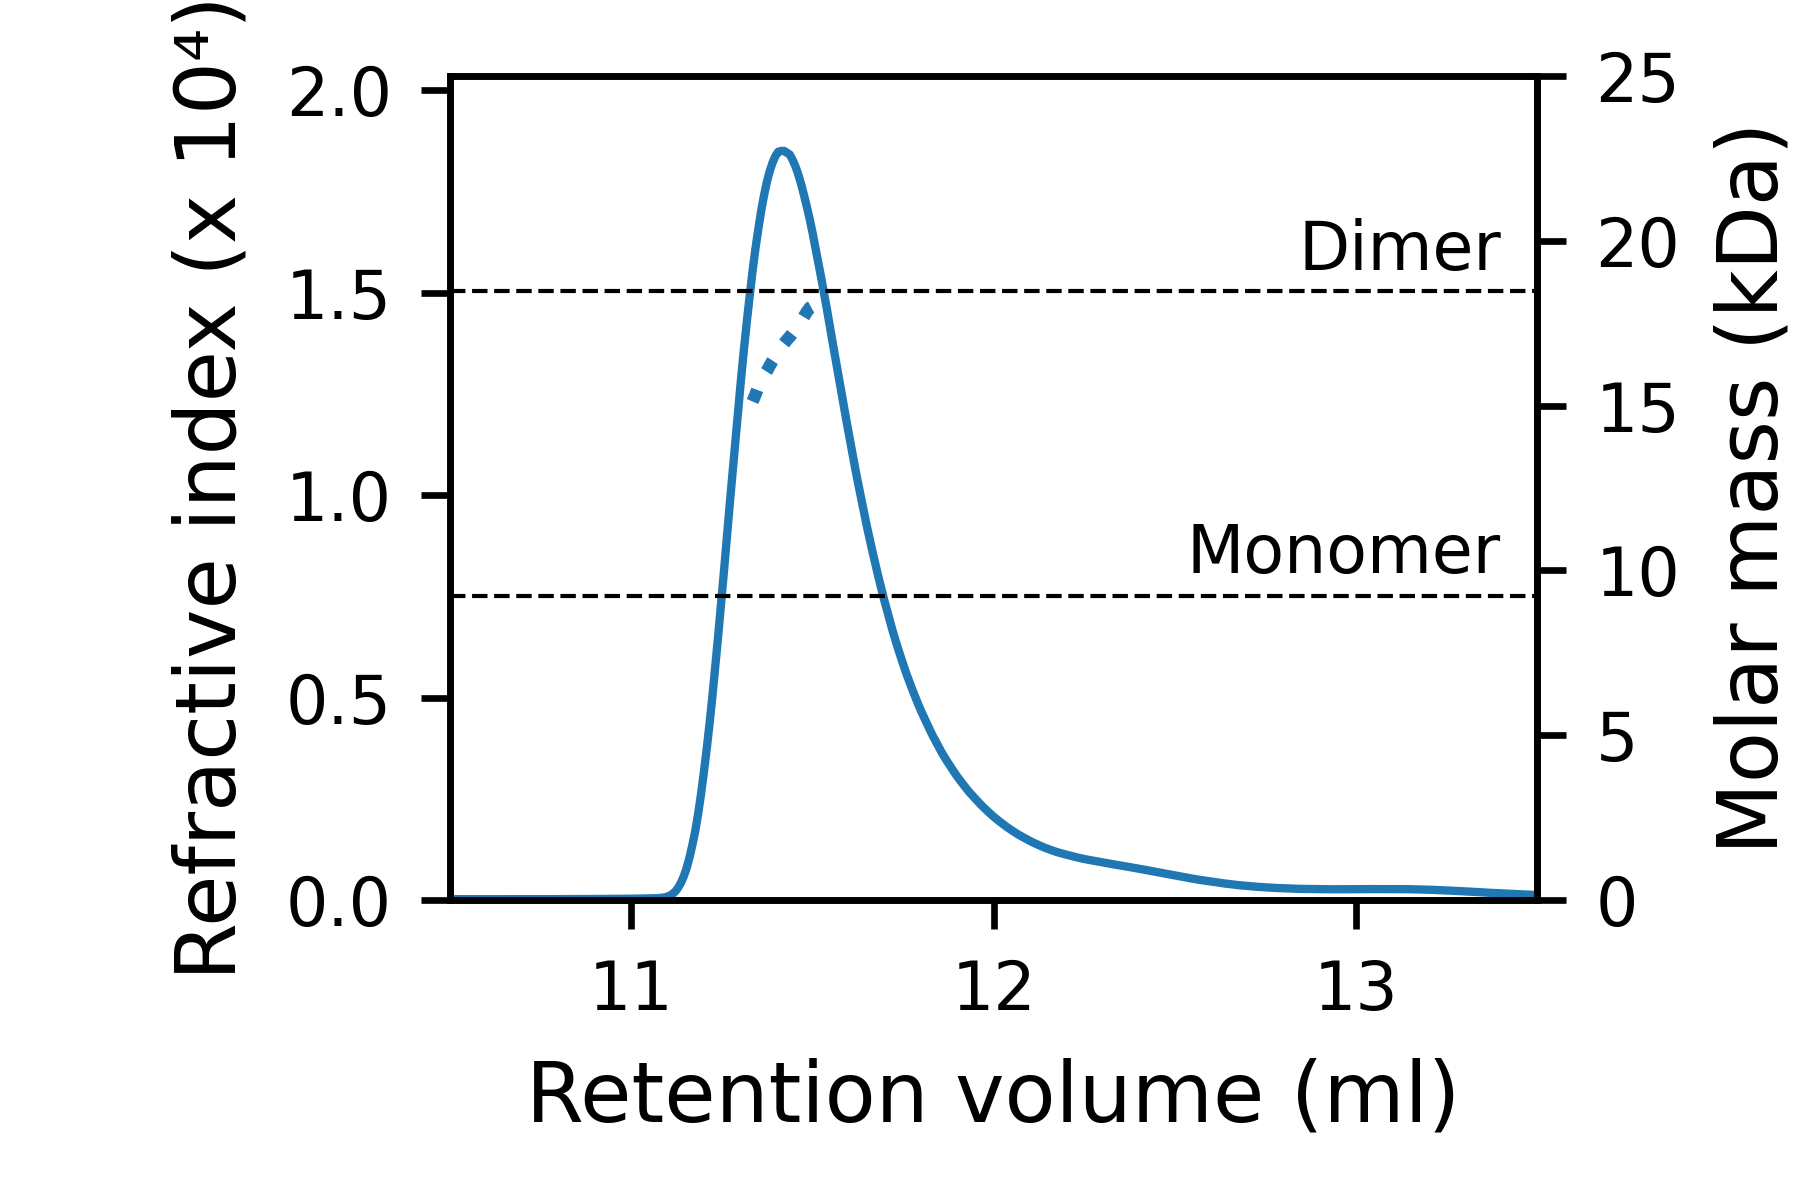 Refractive index (x 10⁴)
2.0
1.5
1.0
0.5
0.0
Dimer
Monomer
25
20
15
10
5
0
Molar mass (kDa)
11 12 13
Retention volume (ml)